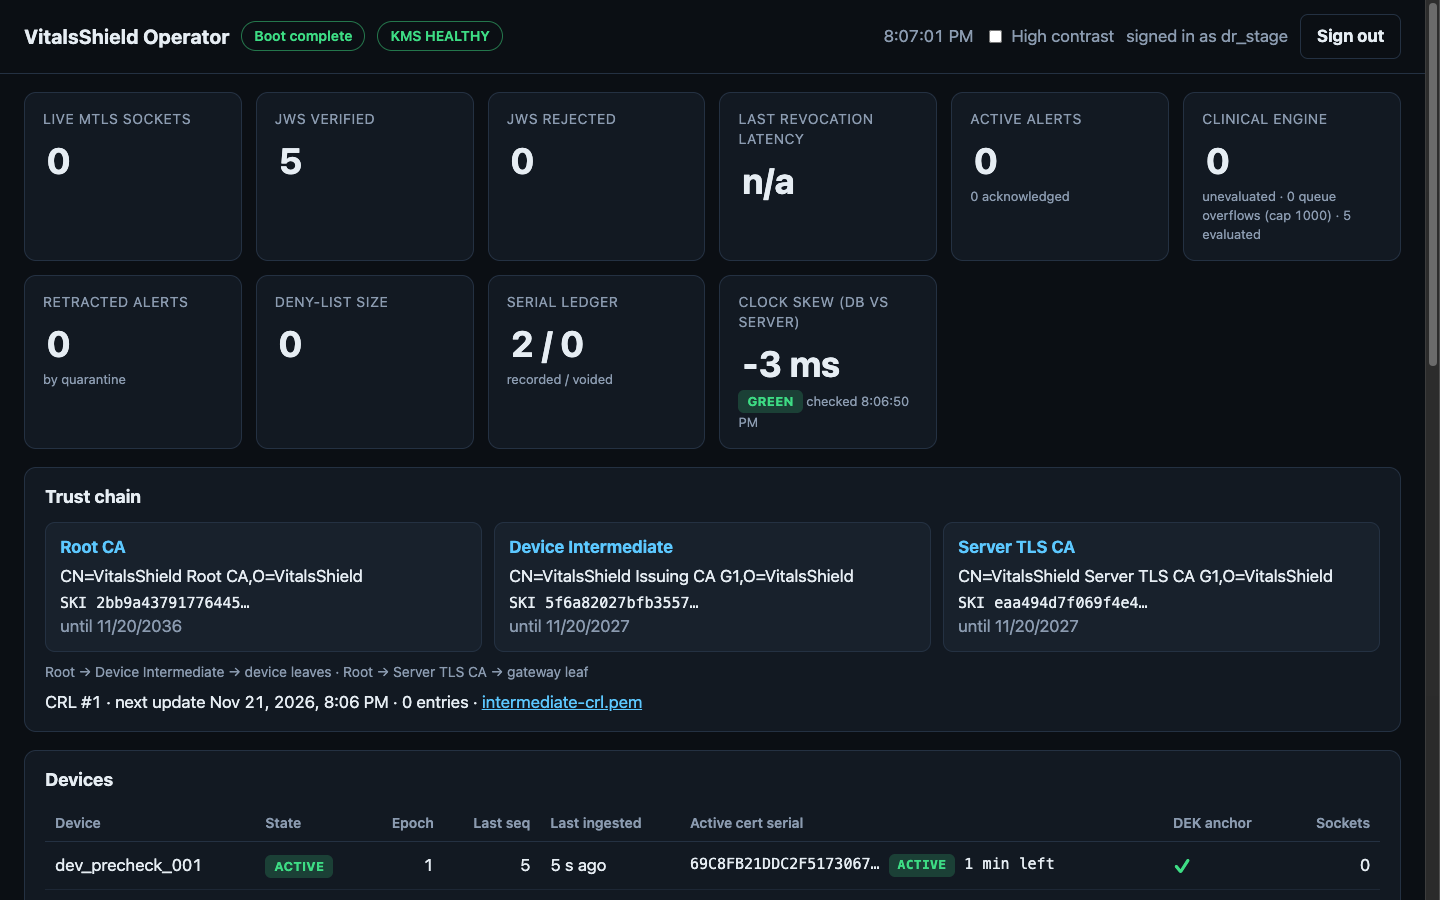 VitalsShield Operator
Boot complete
KMS HEALTHY
8:07:01 PM
High contrast
signed in as dr_stage
Sign out
LIVE MTLS SOCKETS
0
JWS VERIFIED
5
JWS REJECTED
0
LAST REVOCATION
LATENCY
n/a
ACTIVE ALERTS
0
0 acknowledged
CLINICAL ENGINE
0
unevaluated · 0 queue
overflows (cap 1000) · 5
evaluated
RETRACTED ALERTS
0
by quarantine
DENY-LIST SIZE
0
SERIAL LEDGER
2 / 0
recorded / voided
CLOCK SKEW (DB VS
SERVER)
-3 ms
GREEN checked 8:06:50
PM
Trust chain
Root CA
CN=VitalsShield Root CA,O=VitalsShield
SKI 2bb9a43791776445…
until 11/20/2036
Device Intermediate
CN=VitalsShield Issuing CA G1,O=VitalsShield
SKI 5f6a82027bfb3557…
until 11/20/2027
Server TLS CA
CN=VitalsShield Server TLS CA G1,O=VitalsShield
SKI eaa494d7f069f4e4…
until 11/20/2027
Root → Device Intermediate → device leaves · Root → Server TLS CA → gateway leaf
CRL #1 · next update Nov 21, 2026, 8:06 PM · 0 entries · intermediate-crl.pem
Devices
Device State Epoch Last seq Last ingested Active cert serial DEK anchor Sockets
dev_precheck_001 ACTIVE 1 5 5 s ago 69C8FB21DDC2F5173067… ACTIVE 1 min left ✓ 0